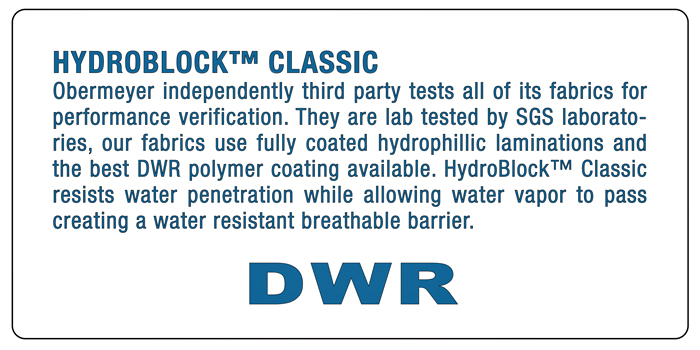 HYDROBLOCK™ CLASSIC
Obermeyer independently third party tests all of its fabrics for
performance verification. They are lab tested by SGS laborato-
ries, our fabrics use fully coated hydrophillic laminations and
the best DWR polymer coating available. HydroBlock™ Classic
resists water penetration while allowing water vapor to pass
creating a water resistant breathable barrier.
DWR